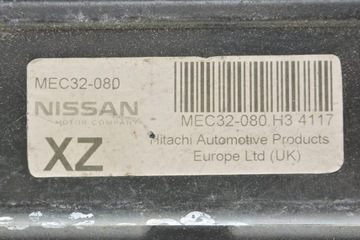 MEC32-080
NISSAN
MOTOR COMPANY
XZ
MEC32-080 H3 4117
Hitachi Automotive Products
Europe Ltd (UK)